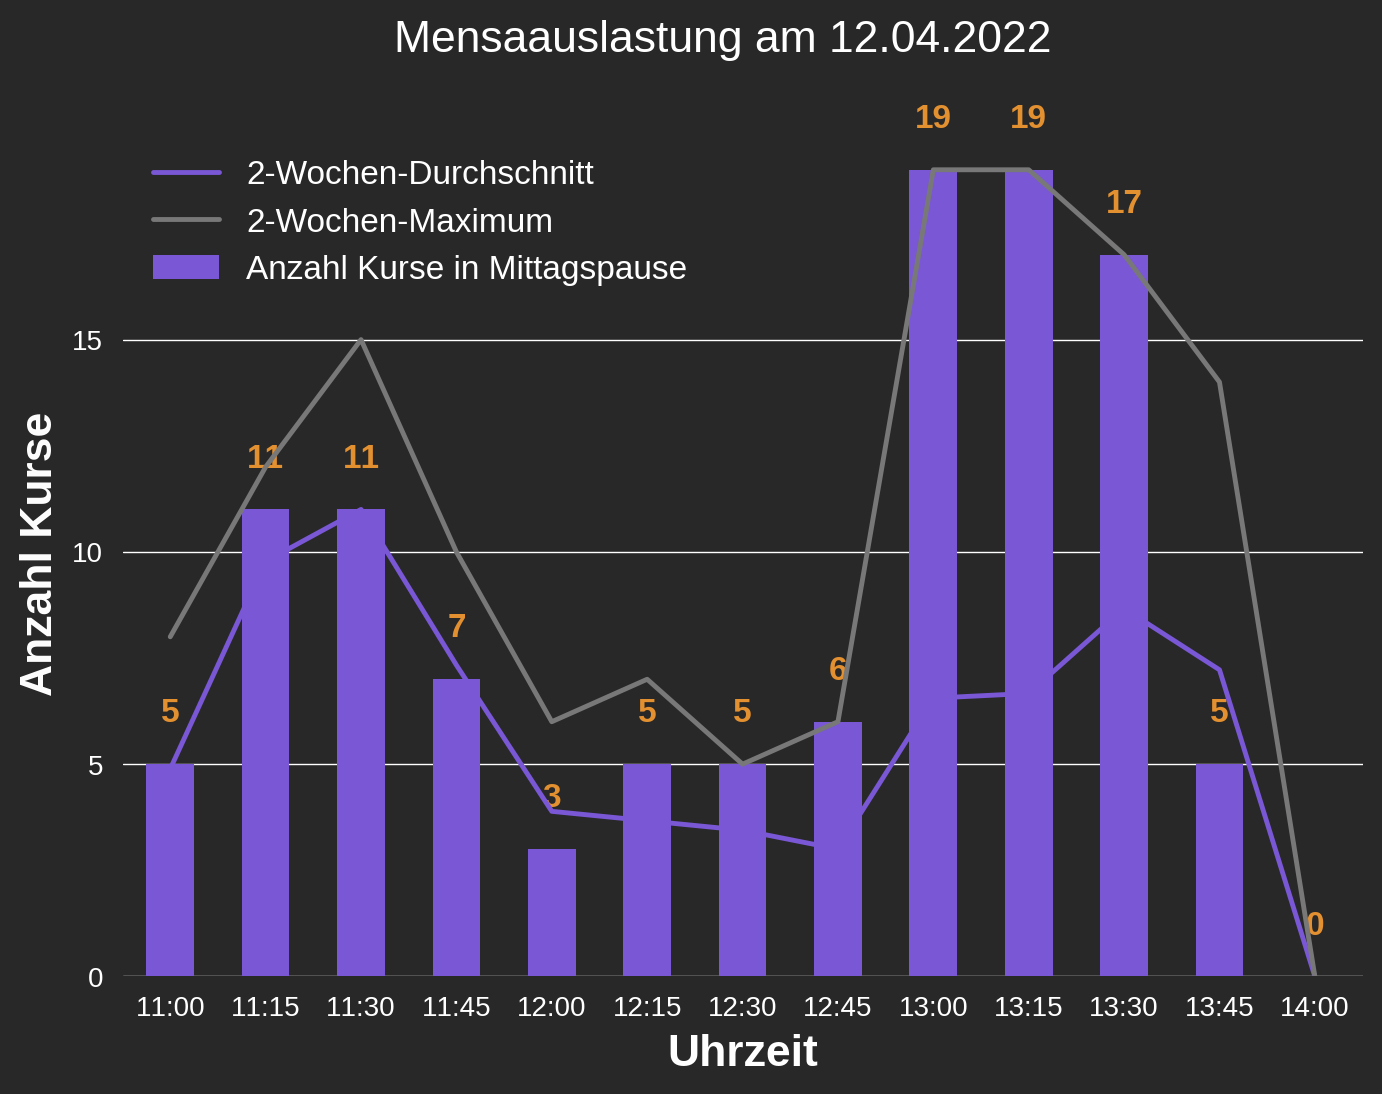 Mensaauslastung am 12.04.2022
2-Wochen-Durchschnitt
2-Wochen-Maximum
Anzahl Kurse in Mittagspause
Anzahl Kurse
15
10
5
0
5
11
11
7
3
5
5
6
19
19
17
5
0
11:00 11:15 11:30 11:45 12:00 12:15 12:30 12:45 13:00 13:15 13:30 13:45 14:00
Uhrzeit